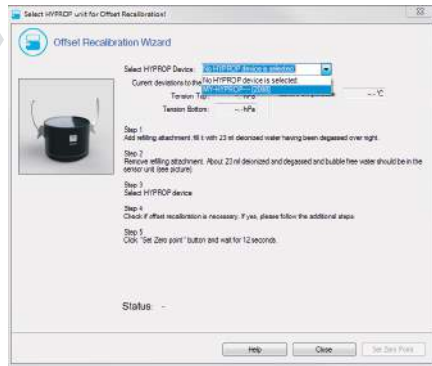 Select HYPROP unit for Offset Recalibration!
Offset Recalibration Wizard
Select HYPROP Device: No HYPROP device is selected
No HYPROP device is selected
Current deviations to the
MY-HYPROP--- [2088]
Tension Top: -.- °C
Tension Bottom: -.- hPa
Step 1
Add refilling attachment. fill it with 23 ml deionized water having been degassed over night.
Step 2
Remove refilling attachment. About 23 ml deionized and degassed and bubble free water should be in the
sensor unit (see picture)
Step 3
Select HYPROP device
Step 4
Check if offset recalibration is necessary. If yes, please follow the additional steps.
Step 5
Click "Set Zero point" button and wait for 12 seconds.
Status: -
Help Close Set Zero Point